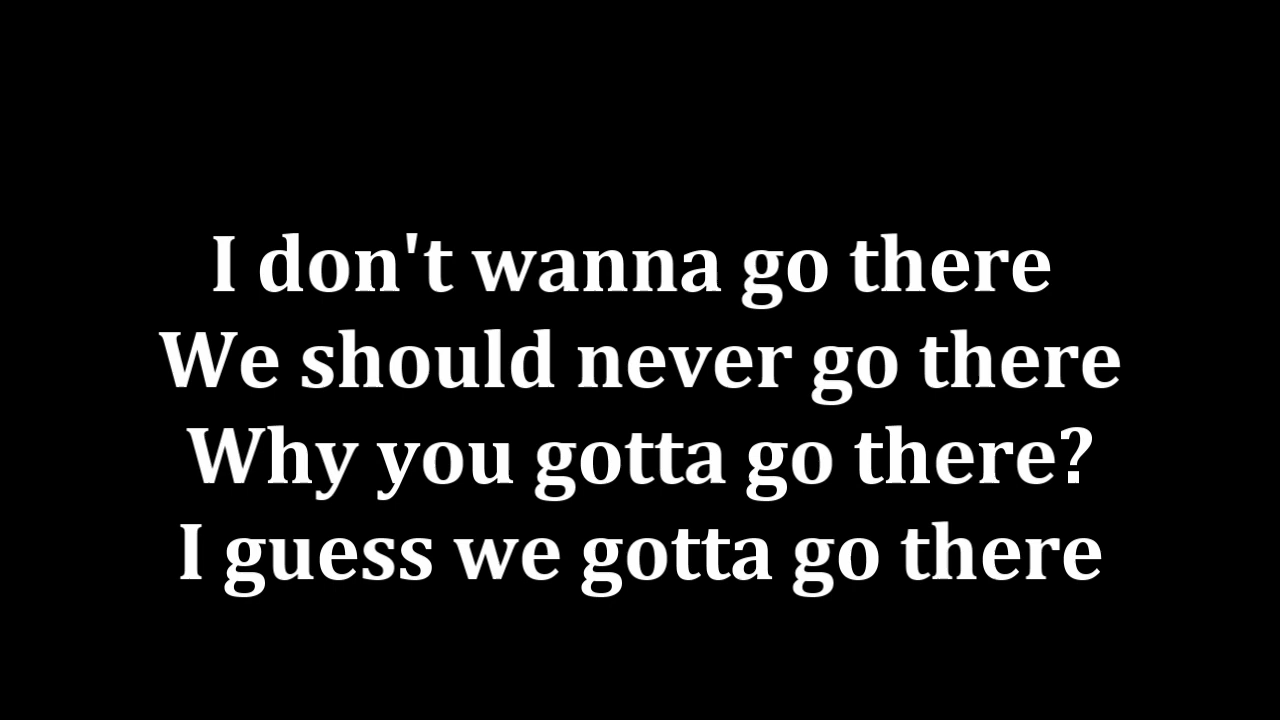 I don't wanna go there
We should never go there
Why you gotta go there?
I guess we gotta go there